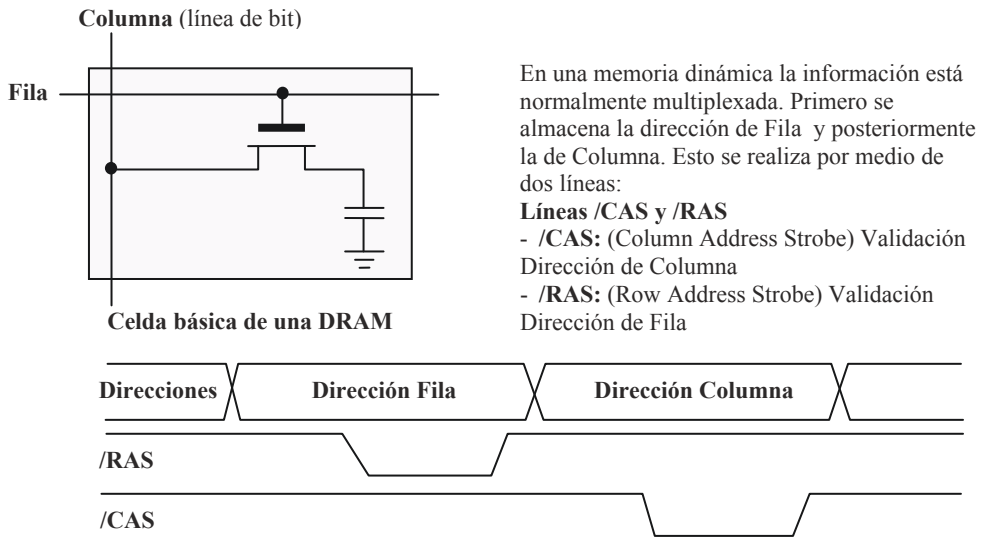 Columna (línea de bit)
Fila
Celda básica de una DRAM
En una memoria dinámica la información está
normalmente multiplexada. Primero se
almacena la dirección de Fila y posteriormente
la de Columna. Esto se realiza por medio de
dos líneas:
Líneas /CAS y /RAS
- /CAS: (Column Address Strobe) Validación
Dirección de Columna
- /RAS: (Row Address Strobe) Validación
Dirección de Fila
Direcciones Dirección Fila Dirección Columna
/RAS
/CAS